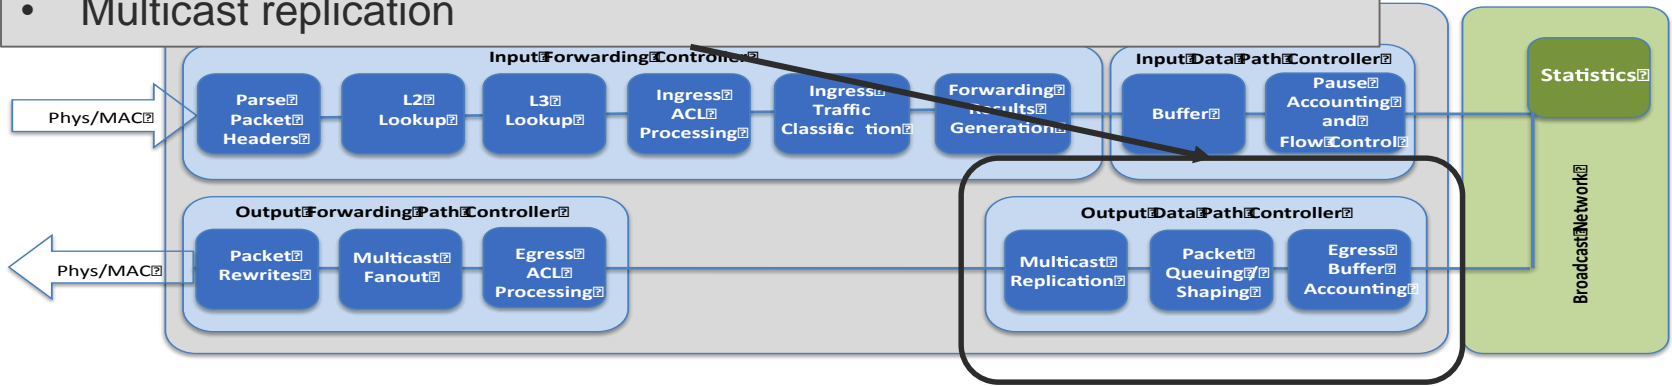 • Multicast replication
Input Forwarding Controller
Input Data Path Controller
Statistics
Phys/MAC
Parse
Packet
Headers
L2
Lookup
L3
Lookup
Ingress
ACL
Processing
Ingress
Traffic
Classific tion
Forwarding
Results
Generation
Buffer
Pause
Accounting
and
Flow Control
Broadcast Network
Output Forwarding Path Controller
Output Data Path Controller
Phys/MAC
Packet
Rewrites
Multicast
Fanout
Egress
ACL
Processing
Multicast
Replication
Packet
Queuing /
Shaping
Egress
Buffer
Accounting